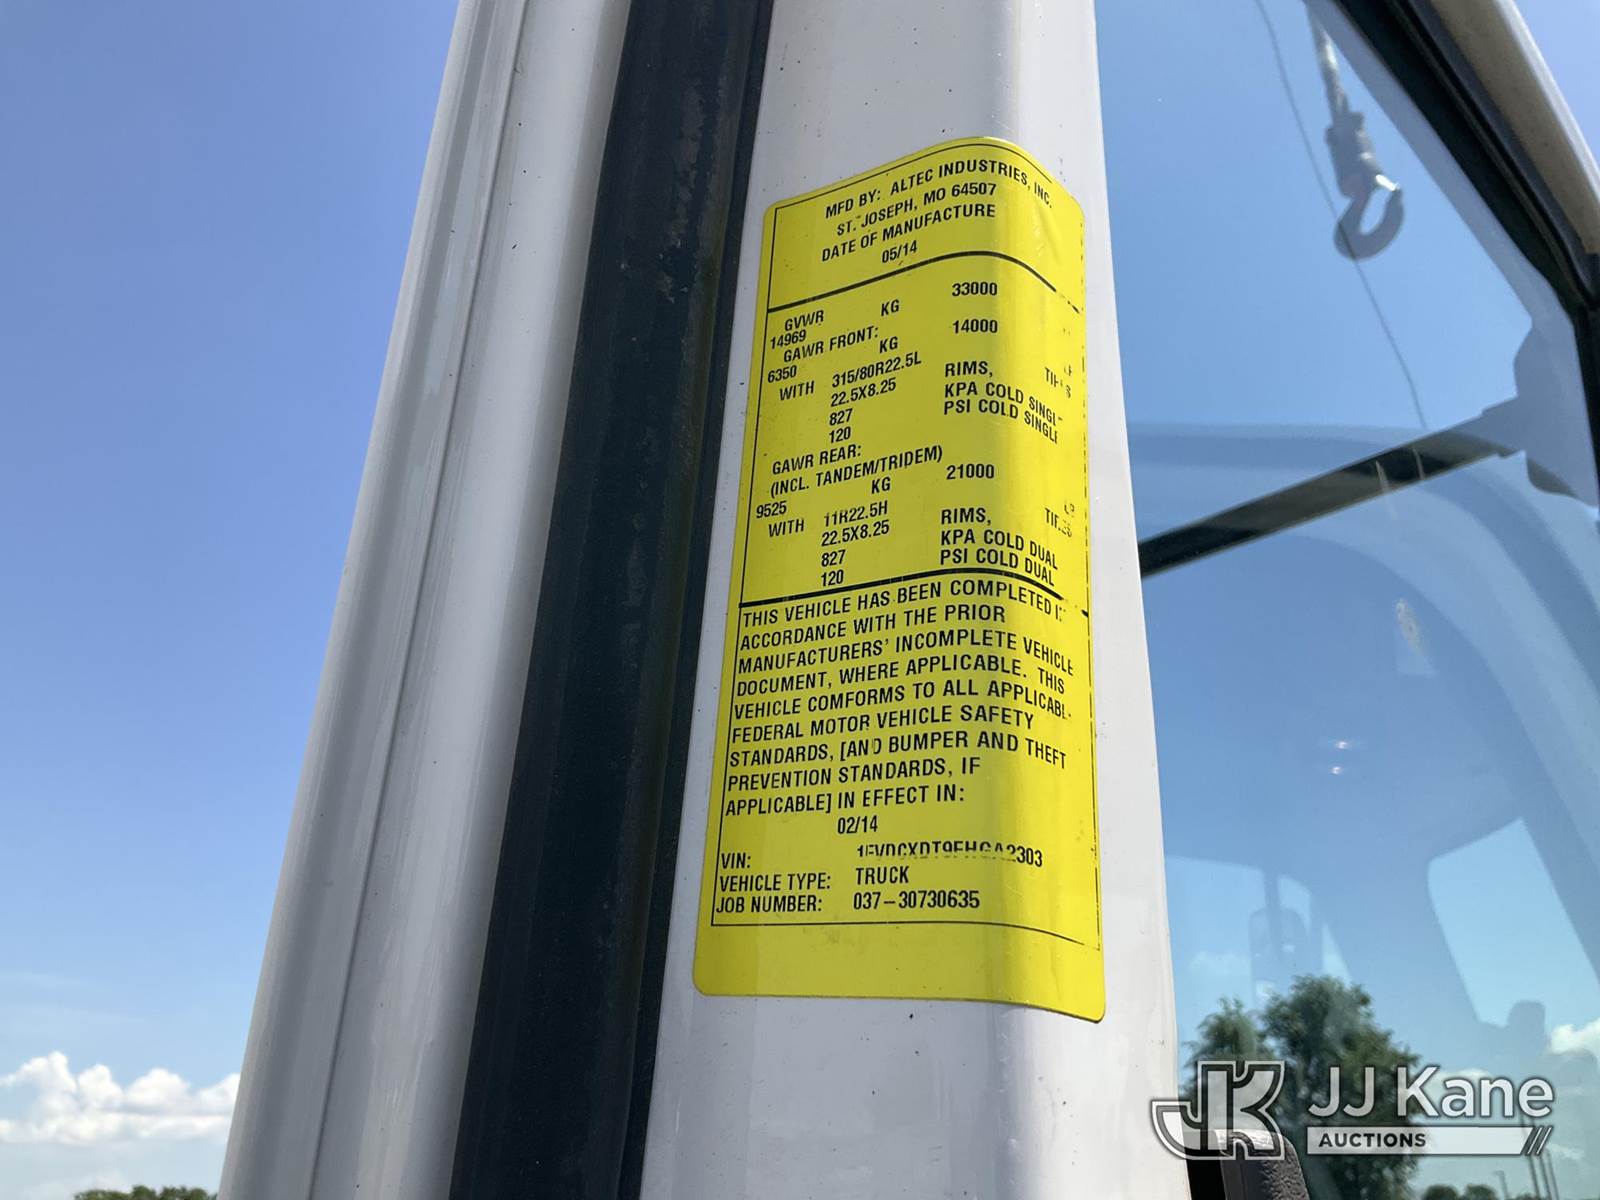 MFD BY: ALTEC INDUSTRIES, INC.
ST. JOSEPH, MO 64507
DATE OF MANUFACTURE
05/14
GVWR KG 33000
14969
GAWR FRONT: 14000
6350 KG
WITH 315/80R22.5L
22.5X8.25 RIMS,
827 KPA COLD
120 PSI COLD
GAWR REAR:
(INCL. TANDEM/TRIDEM)
9525 KG 21000
WITH 11R22.5H
22.5X8.25 RIMS,
827 KPA COLD DUAL
120 PSI COLD DUAL
THIS VEHICLE HAS BEEN COMPLETED
ACCORDANCE WITH THE PRIOR
MANUFACTURERS' INCOMPLETE VEHICLE
DOCUMENT, WHERE APPLICABLE. THIS
VEHICLE COMFORMS TO ALL
FEDERAL MOTOR VEHICLE SAFETY
STANDARDS, [AND BUMPER AND THEFT
PREVENTION STANDARDS, IF
APPLICABLE] IN EFFECT IN:
02/14
VIN:
VEHICLE TYPE: TRUCK
JOB NUMBER: 037-30730635
JK JJ Kane
AUCTIONS